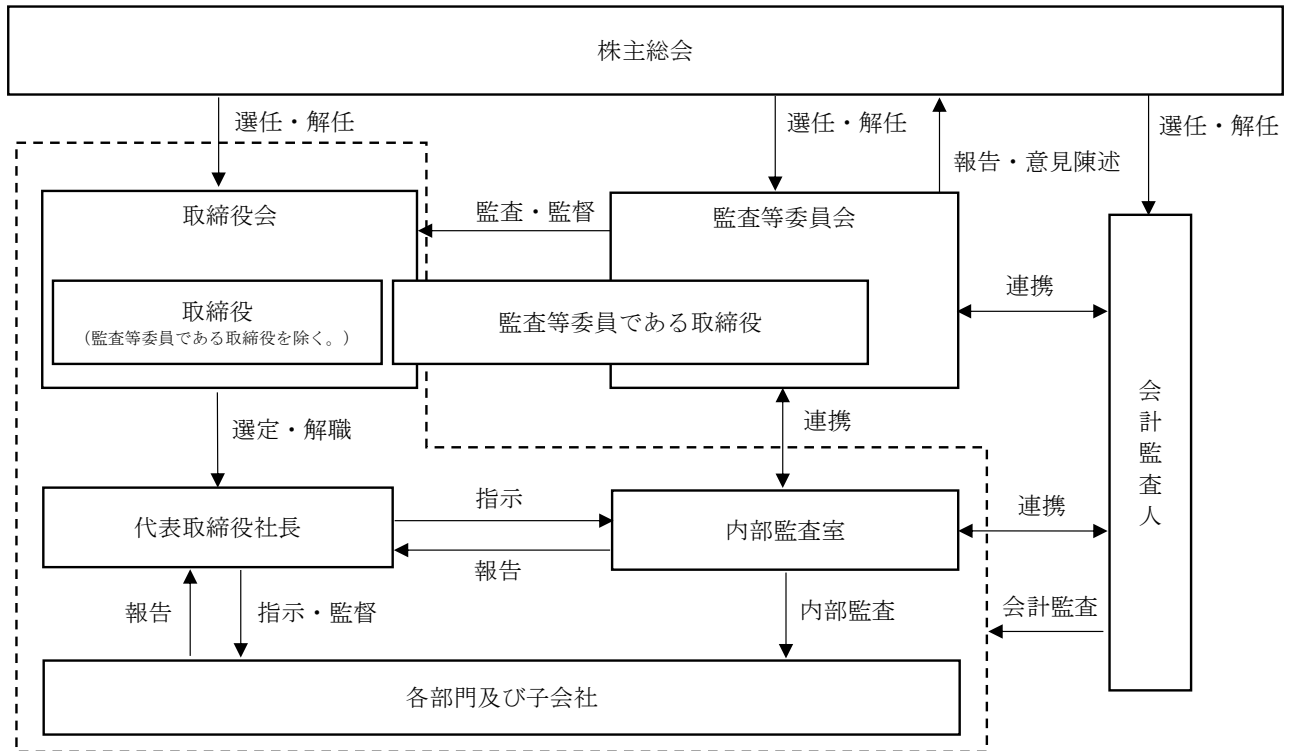 株主総会
選任・解任
選任・解任
選任・解任
報告・意見陳述
取締役会
監査・監督
監査等委員会
連携
取締役
（監査等委員である取締役を除く。）
監査等委員である取締役
会計監査人
選定・解職
連携
代表取締役社長
指示
報告
内部監査室
連携
報告
指示・監督
内部監査
会計監査
各部門及び子会社